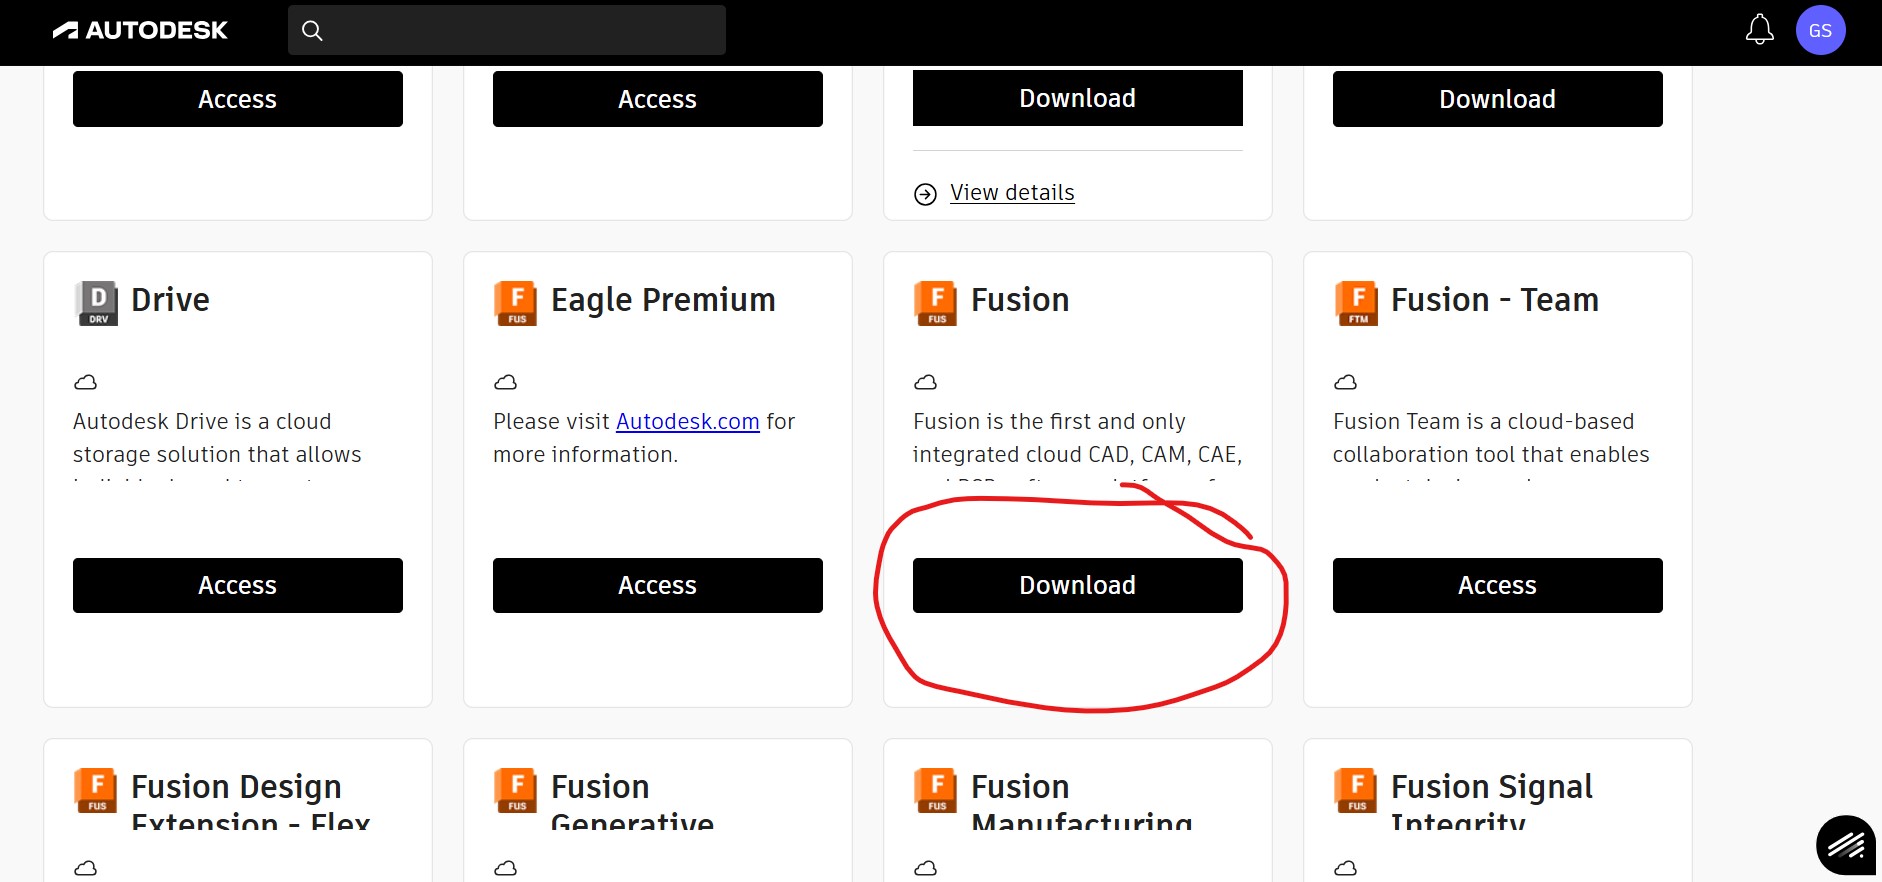 AUTODESK
GS
Access
Access
Download
Download
View details
D
DRV
Drive
F
FUS
Eagle Premium
F
FUS
Fusion
F
FTM
Fusion - Team
Autodesk Drive is a cloud
storage solution that allows
Please visit Autodesk.com for
more information.
Fusion is the first and only
integrated cloud CAD, CAM, CAE,
Fusion Team is a cloud-based
collaboration tool that enables
Access
Access
Download
Access
F
FUS
Fusion Design
Extension - Flex
F
FUS
Fusion
Generative
F
FUS
Fusion
Manufacturing
F
FUS
Fusion Signal
Integrity